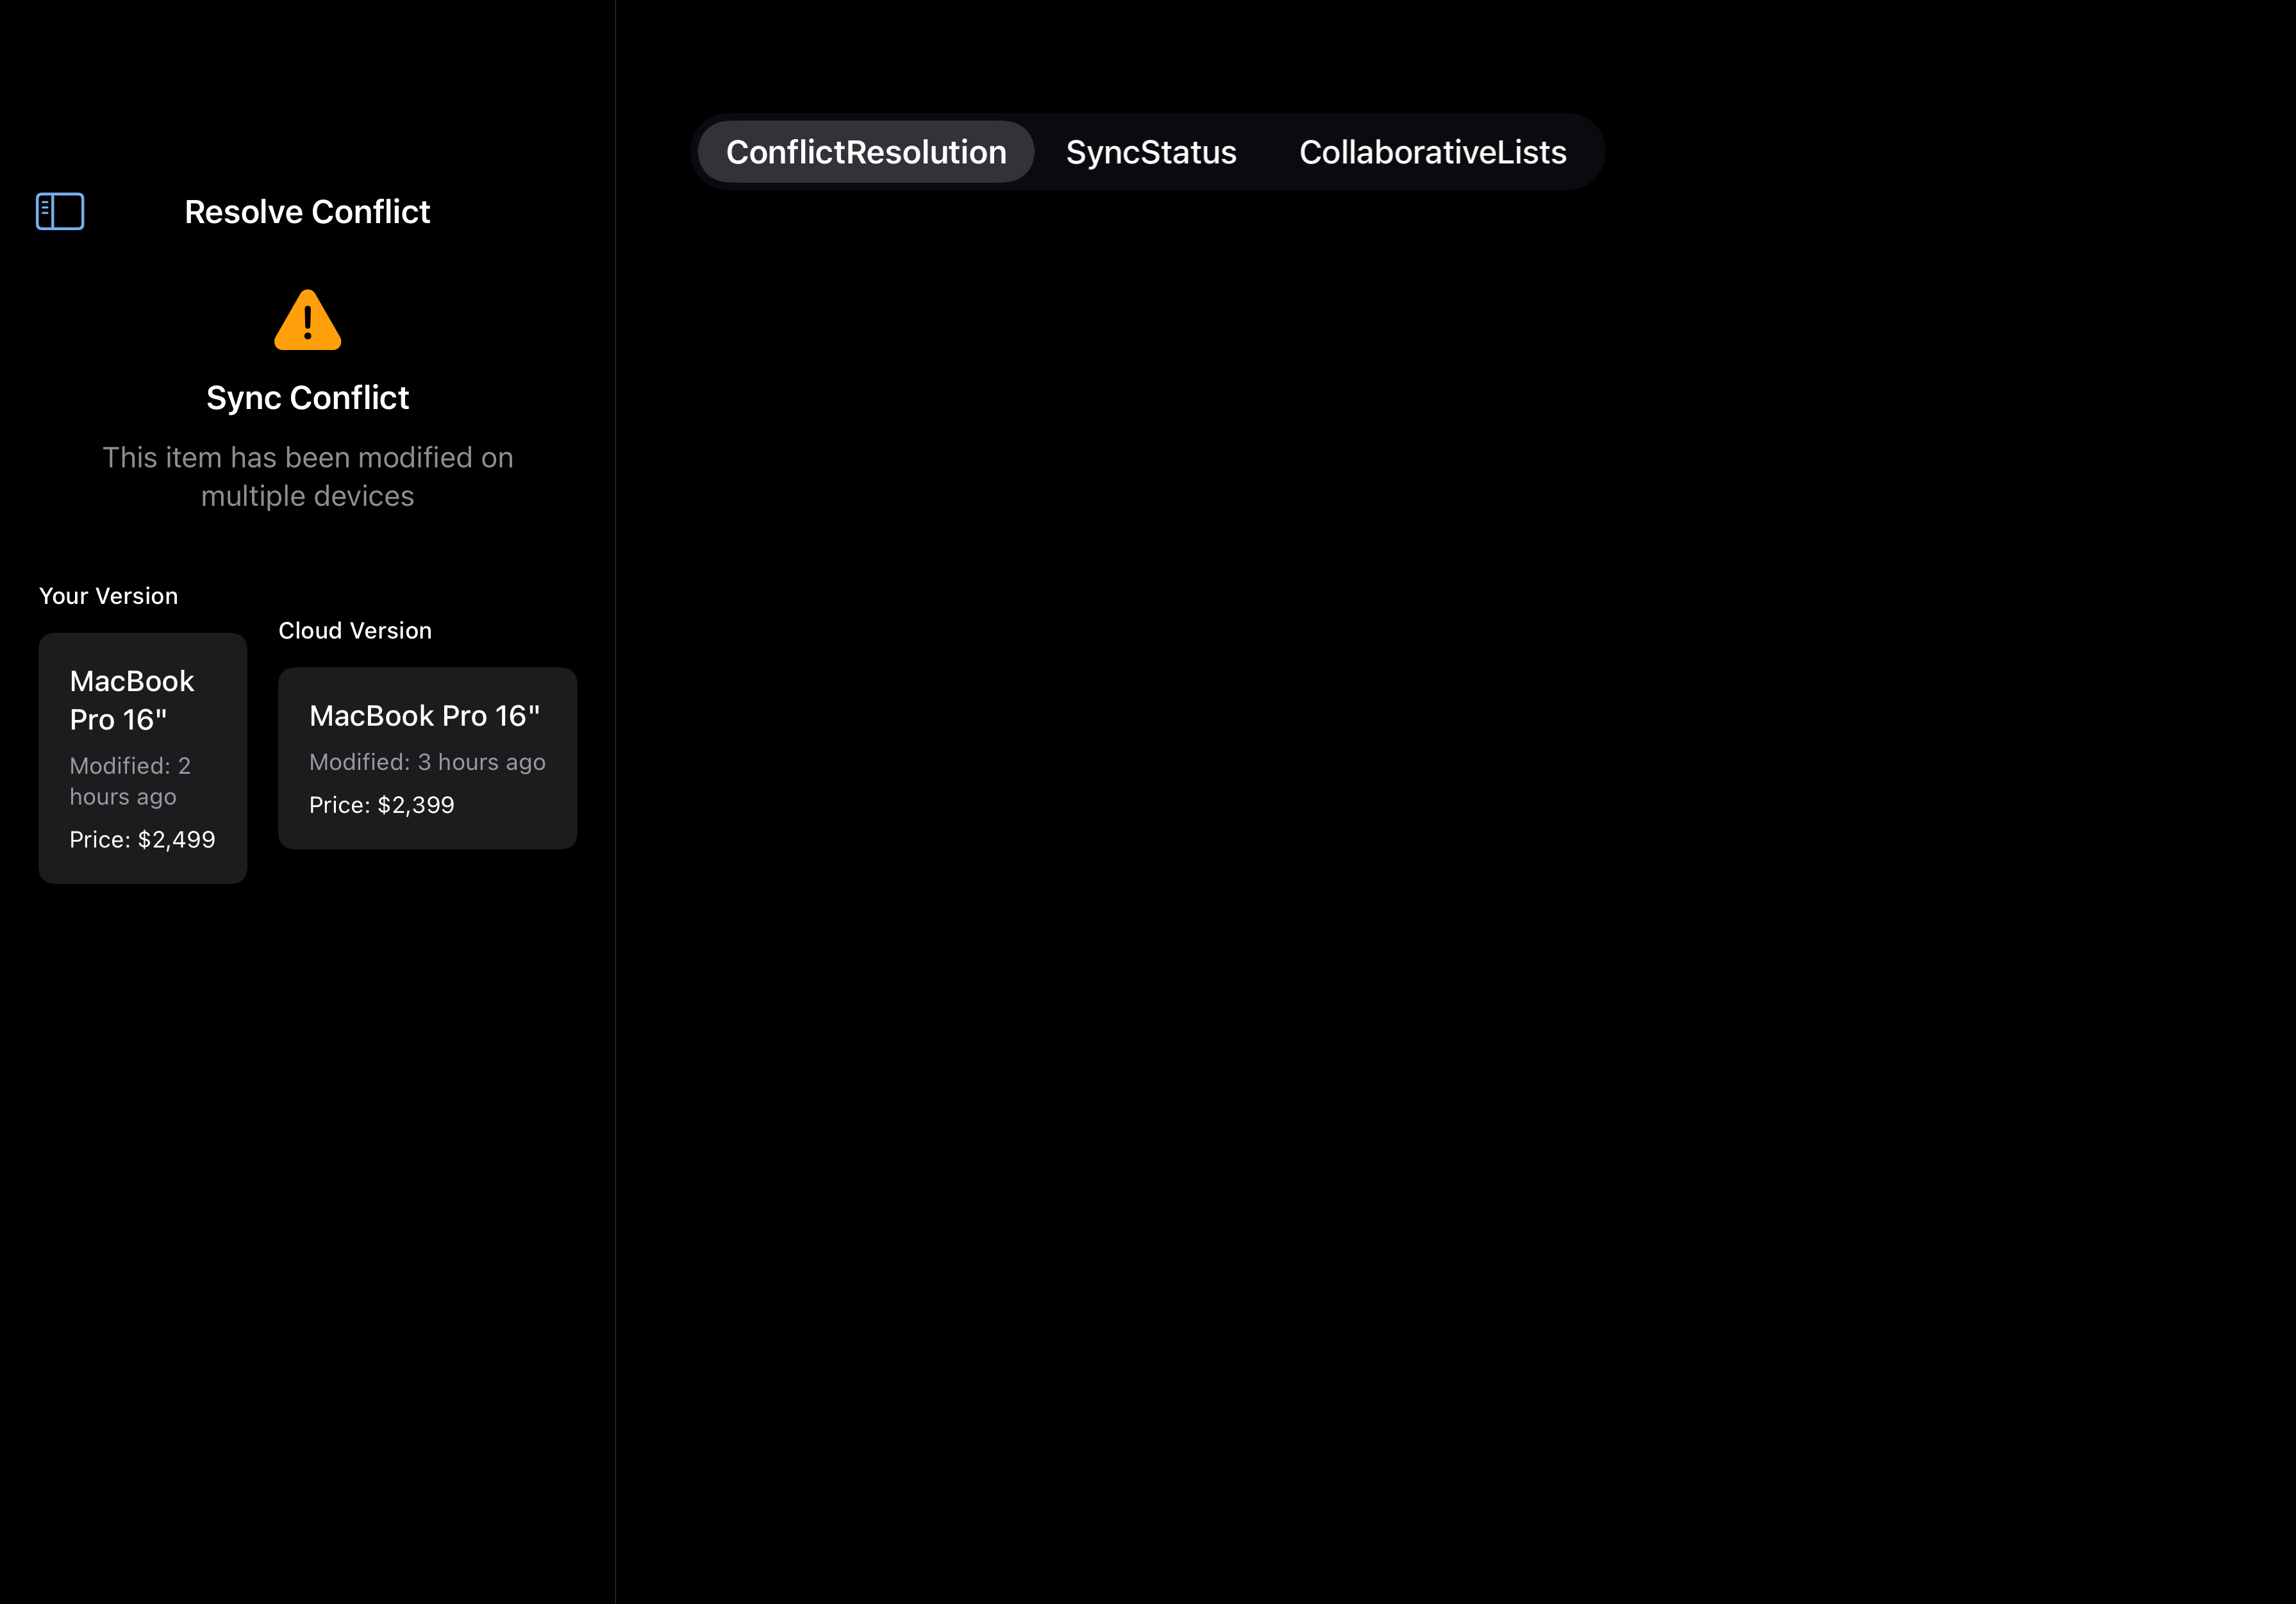 ConflictResolution
SyncStatus
CollaborativeLists
Resolve Conflict
Sync Conflict
This item has been modified on
multiple devices
Your Version
MacBook
Pro 16"
Modified: 2
hours ago
Price: $2,499
Cloud Version
MacBook Pro 16"
Modified: 3 hours ago
Price: $2,399